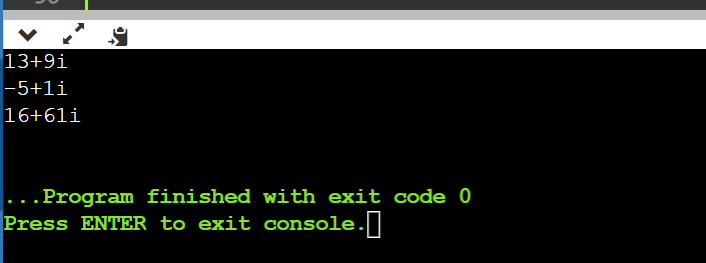 13+9i
-5+1i
16+61i
...Program finished with exit code 0
Press ENTER to exit console.